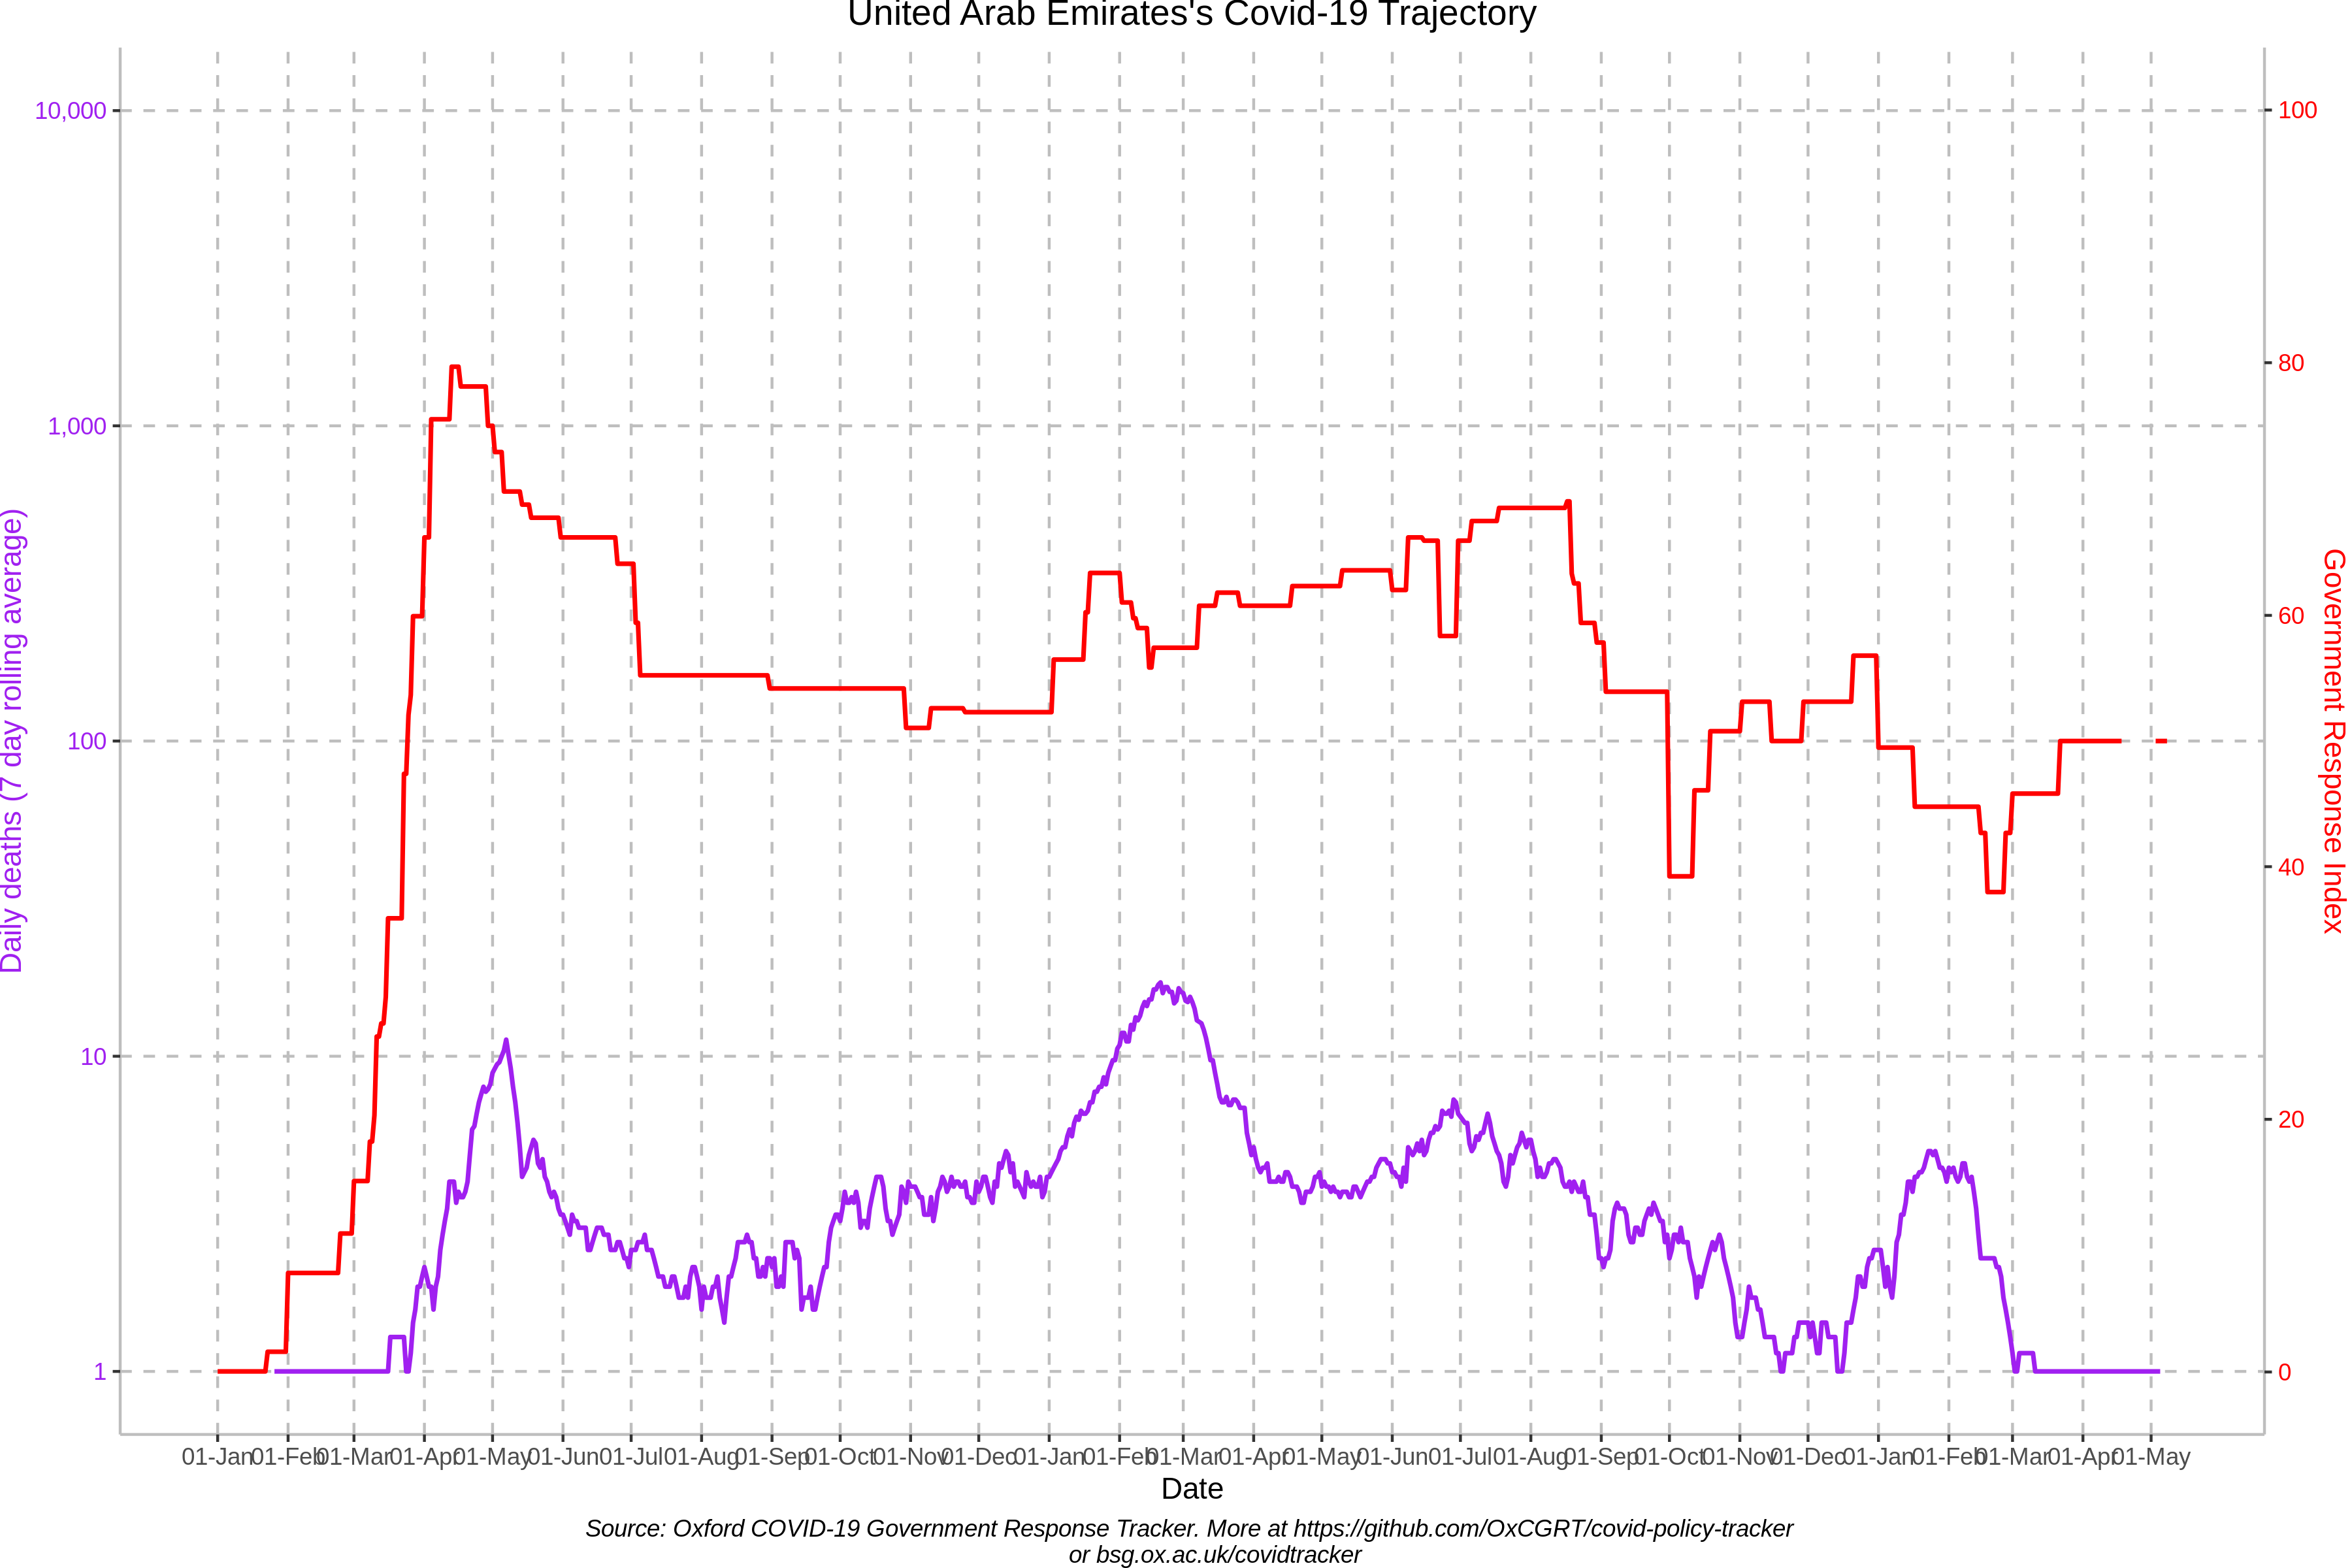 United Arab Emirates's Covid-19 Trajectory
10,000
1,000
100
10
1
Daily deaths (7 day rolling average)
100
80
60
40
20
0
Government Response Index
01-Jan 01-Feb 01-Mar 01-Apr 01-May 01-Jun 01-Jul 01-Aug 01-Sep 01-Oct 01-Nov 01-Dec 01-Jan 01-Feb 01-Mar 01-Apr 01-May 01-Jun 01-Jul 01-Aug 01-Sep 01-Oct 01-Nov 01-Dec 01-Jan 01-Feb 01-Mar 01-Apr 01-May
Date
Source: Oxford COVID-19 Government Response Tracker. More at https://github.com/OxCGRT/covid-policy-tracker
or bsg.ox.ac.uk/covidtracker